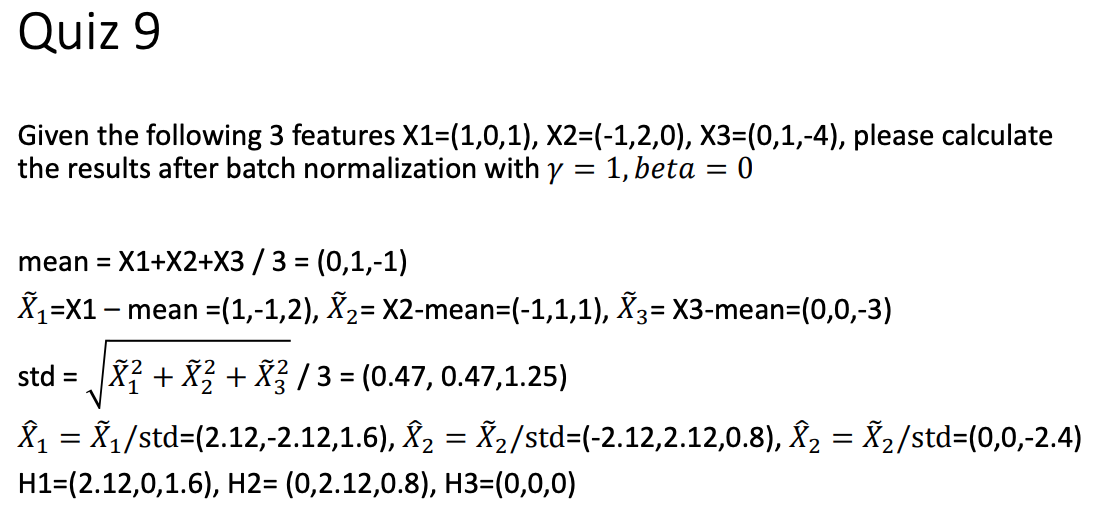 Quiz 9
Given the following 3 features X1=(1,0,1), X2=(-1,2,0), X3=(0,1,-4), please calculate
the results after batch normalization with γ = 1, beta = 0
mean = X1+X2+X3 / 3 = (0,1,-1)
X̃₁=X1 – mean =(1,-1,2), X̃₂= X2-mean=(-1,1,1), X̃₃= X3-mean=(0,0,-3)
std = √(X̃₁² + X̃₂² + X̃₃²) / 3 = (0.47, 0.47,1.25)
X̂₁ = X̃₁/std=(2.12,-2.12,1.6), X̂₂ = X̃₂/std=(-2.12,2.12,0.8), X̂₂ = X̃₂/std=(0,0,-2.4)
H1=(2.12,0,1.6), H2= (0,2.12,0.8), H3=(0,0,0)